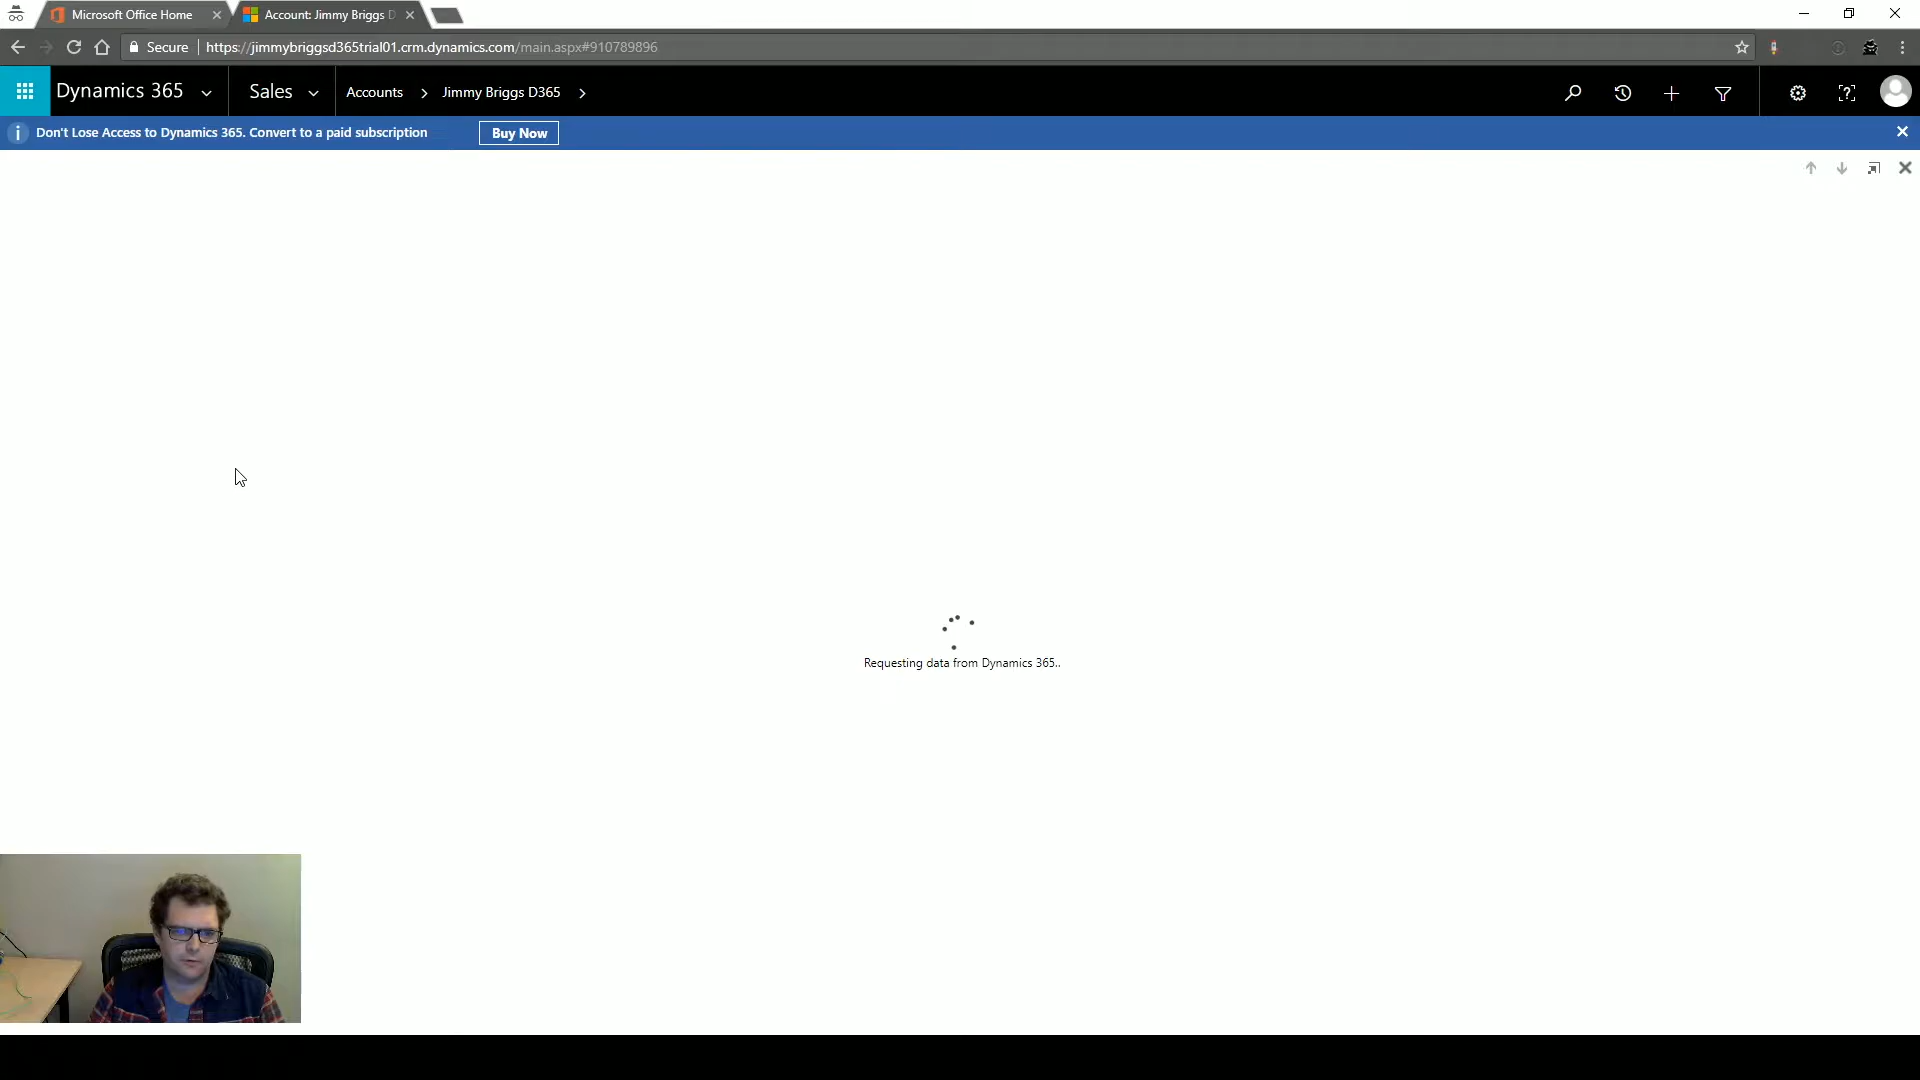 Microsoft Office Home
Account: Jimmy Briggs D
Secure
https://jimmybriggsd365trial01.crm.dynamics.com/main.aspx#910789896
Dynamics 365
Sales
Accounts
Jimmy Briggs D365
Don't Lose Access to Dynamics 365. Convert to a paid subscription
Buy Now
Requesting data from Dynamics 365..